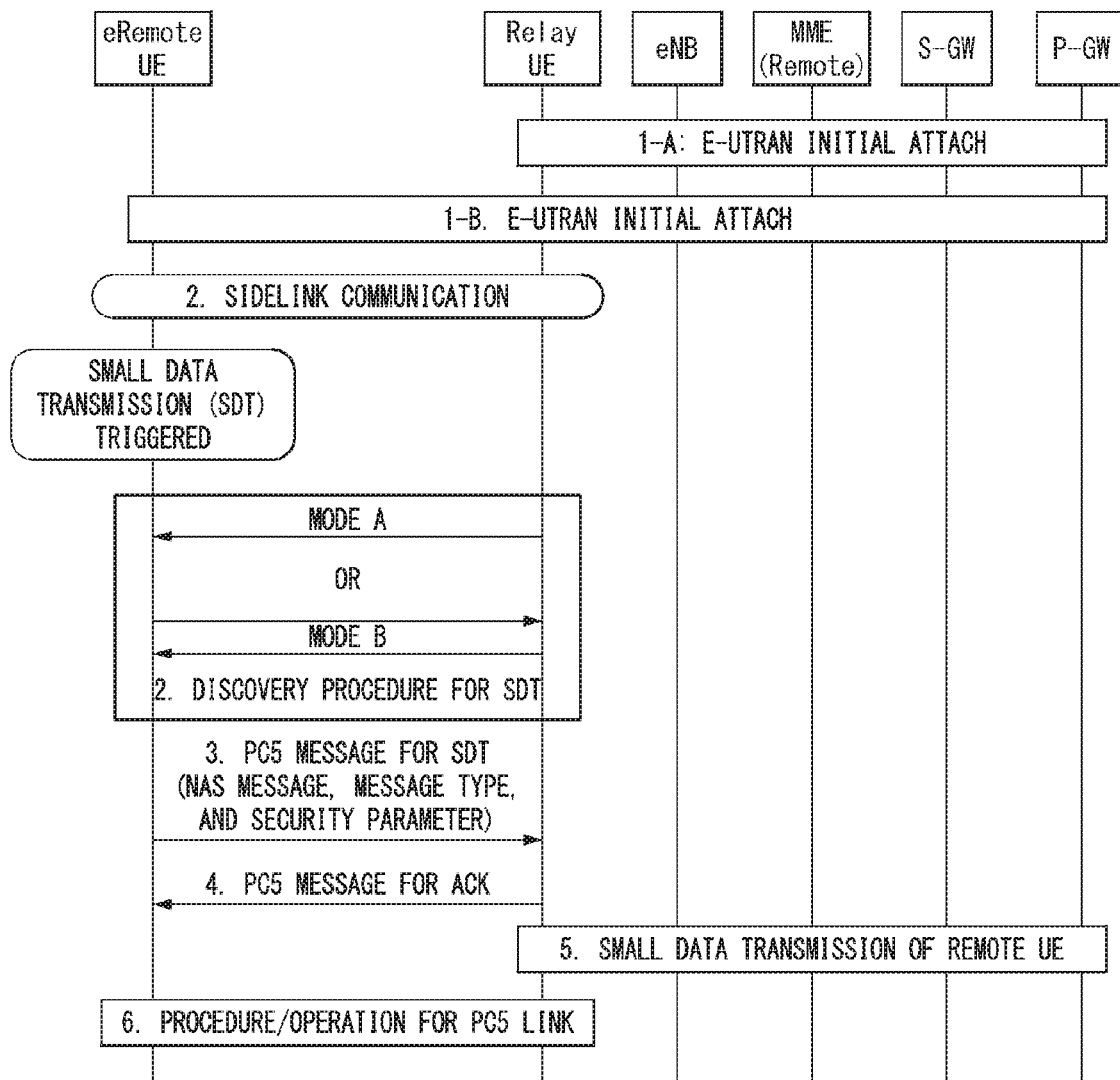 eRemote
UE
Relay
UE
eNB
MME
(Remote)
S-GW
P-GW
1-A: E-UTRAN INITIAL ATTACH
1-B. E-UTRAN INITIAL ATTACH
2. SIDELINK COMMUNICATION
SMALL DATA
TRANSMISSION (SDT)
TRIGGERED
MODE A
OR
MODE B
2. DISCOVERY PROCEDURE FOR SDT
3. PC5 MESSAGE FOR SDT
(NAS MESSAGE, MESSAGE TYPE,
AND SECURITY PARAMETER)
4. PC5 MESSAGE FOR ACK
5. SMALL DATA TRANSMISSION OF REMOTE UE
6. PROCEDURE/OPERATION FOR PC5 LINK